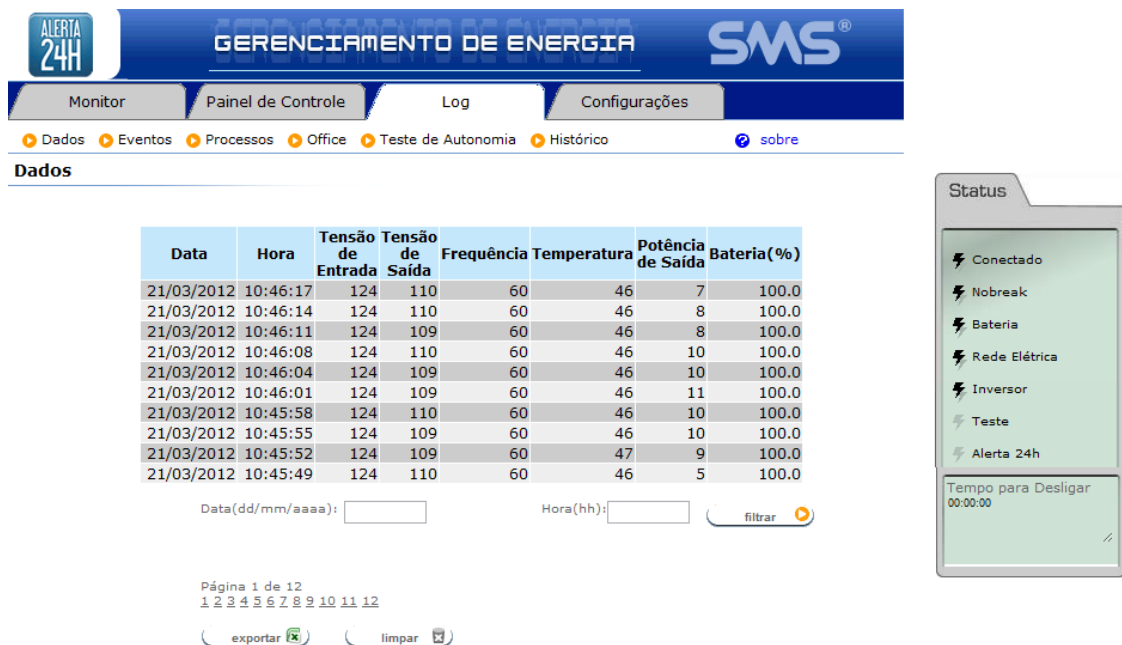 ALERTA
24H
GERENCIAMENTO DE ENERGIA
SMS®
Monitor Painel de Controle Log Configurações
Dados Eventos Processos Office Teste de Autonomia Histórico ? sobre
Dados
Data Hora Tensão de Entrada Tensão de Saída Frequência Temperatura Potência de Saída Bateria(%)
21/03/2012 10:46:17 124 110 60 46 7 100.0
21/03/2012 10:46:14 124 110 60 46 8 100.0
21/03/2012 10:46:11 124 109 60 46 8 100.0
21/03/2012 10:46:08 124 110 60 46 10 100.0
21/03/2012 10:46:04 124 109 60 46 10 100.0
21/03/2012 10:46:01 124 109 60 46 11 100.0
21/03/2012 10:45:58 124 110 60 46 10 100.0
21/03/2012 10:45:55 124 109 60 46 10 100.0
21/03/2012 10:45:52 124 109 60 47 9 100.0
21/03/2012 10:45:49 124 110 60 46 5 100.0
Data(dd/mm/aaaa): Hora(hh): filtrar
Página 1 de 12
1 2 3 4 5 6 7 8 9 10 11 12
exportar limpar
Status
Conectado
Nobreak
Bateria
Rede Elétrica
Inversor
Teste
Alerta 24h
Tempo para Desligar
00:00:00